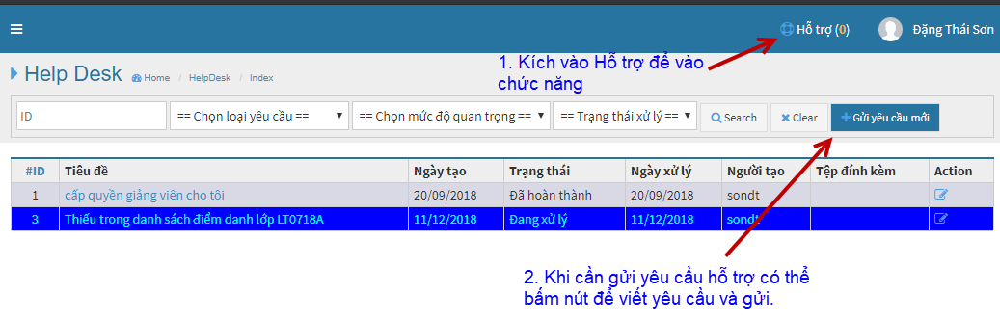 Hỗ trợ (0) Đặng Thái Sơn
1. Kích vào Hỗ trợ để vào
chức năng
Help Desk Home / HelpDesk / Index
ID == Chọn loại yêu cầu == == Chọn mức độ quan trọng == == Trạng thái xử lý == Search Clear Gửi yêu cầu mới
#ID Tiêu đề Ngày tạo Trạng thái Ngày xử lý Người tạo Tệp đính kèm Action
1 cấp quyền giảng viên cho tôi 20/09/2018 Đã hoàn thành 20/09/2018 sondt
3 Thiếu trong danh sách điểm danh lớp LT0718A 11/12/2018 Đang xử lý 11/12/2018 sondt
2. Khi cần gửi yêu cầu hỗ trợ có thể
bấm nút để viết yêu cầu và gửi.